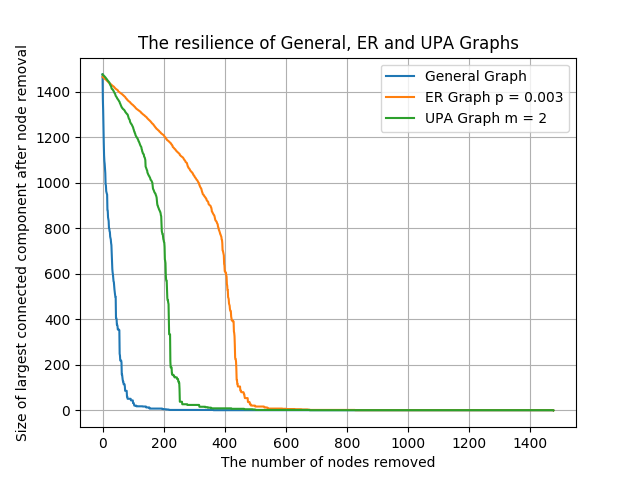 The resilience of General, ER and UPA Graphs
General Graph
ER Graph p = 0.003
UPA Graph m = 2
Size of largest connected component after node removal
1400
1200
1000
800
600
400
200
0
0 200 400 600 800 1000 1200 1400
The number of nodes removed